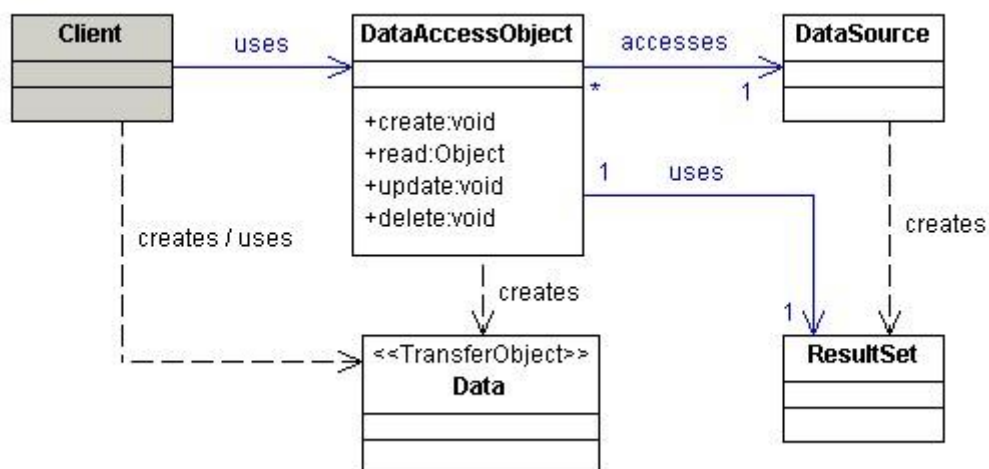 Client
uses
DataAccessObject
accesses
DataSource
*
1
+create:void
+read:Object
+update:void
+delete:void
1
uses
creates / uses
creates
creates
1
<<TransferObject>>
Data
ResultSet